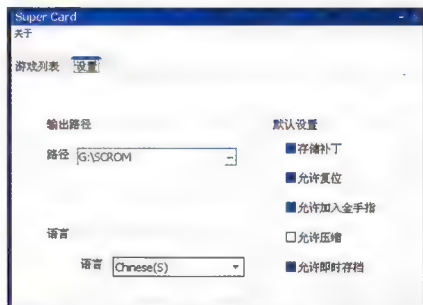 Super Card
关于
游戏列表 设置
输出路径
路径 G:\SCROM
语言
语言 Chinese(S)
默认设置
存储补丁
允许复位
允许加入金手指
允许压缩
允许即时存档